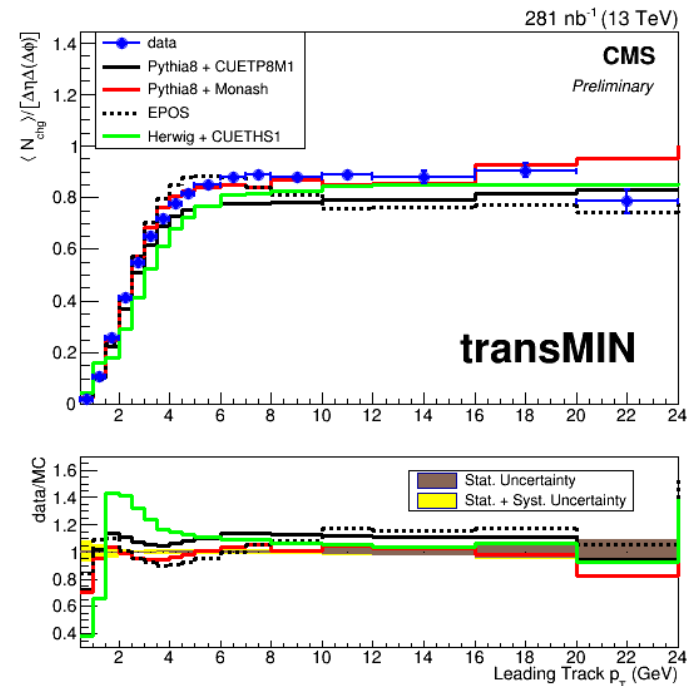 281 nb⁻¹ (13 TeV)
⟨ N_chg ⟩/[ΔηΔ(Δϕ)]
1.4
1.2
1
0.8
0.6
0.4
0.2
0
data
Pythia8 + CUETP8M1
Pythia8 + Monash
EPOS
Herwig + CUETHS1
CMS
Preliminary
transMIN
2 4 6 8 10 12 14 16 18 20 22 24
data/MC
1.6
1.4
1.2
1.0
0.8
0.6
0.4
Stat. Uncertainty
Stat. + Syst. Uncertainty
2 4 6 8 10 12 14 16 18 20 22 24
Leading Track p_T (GeV)